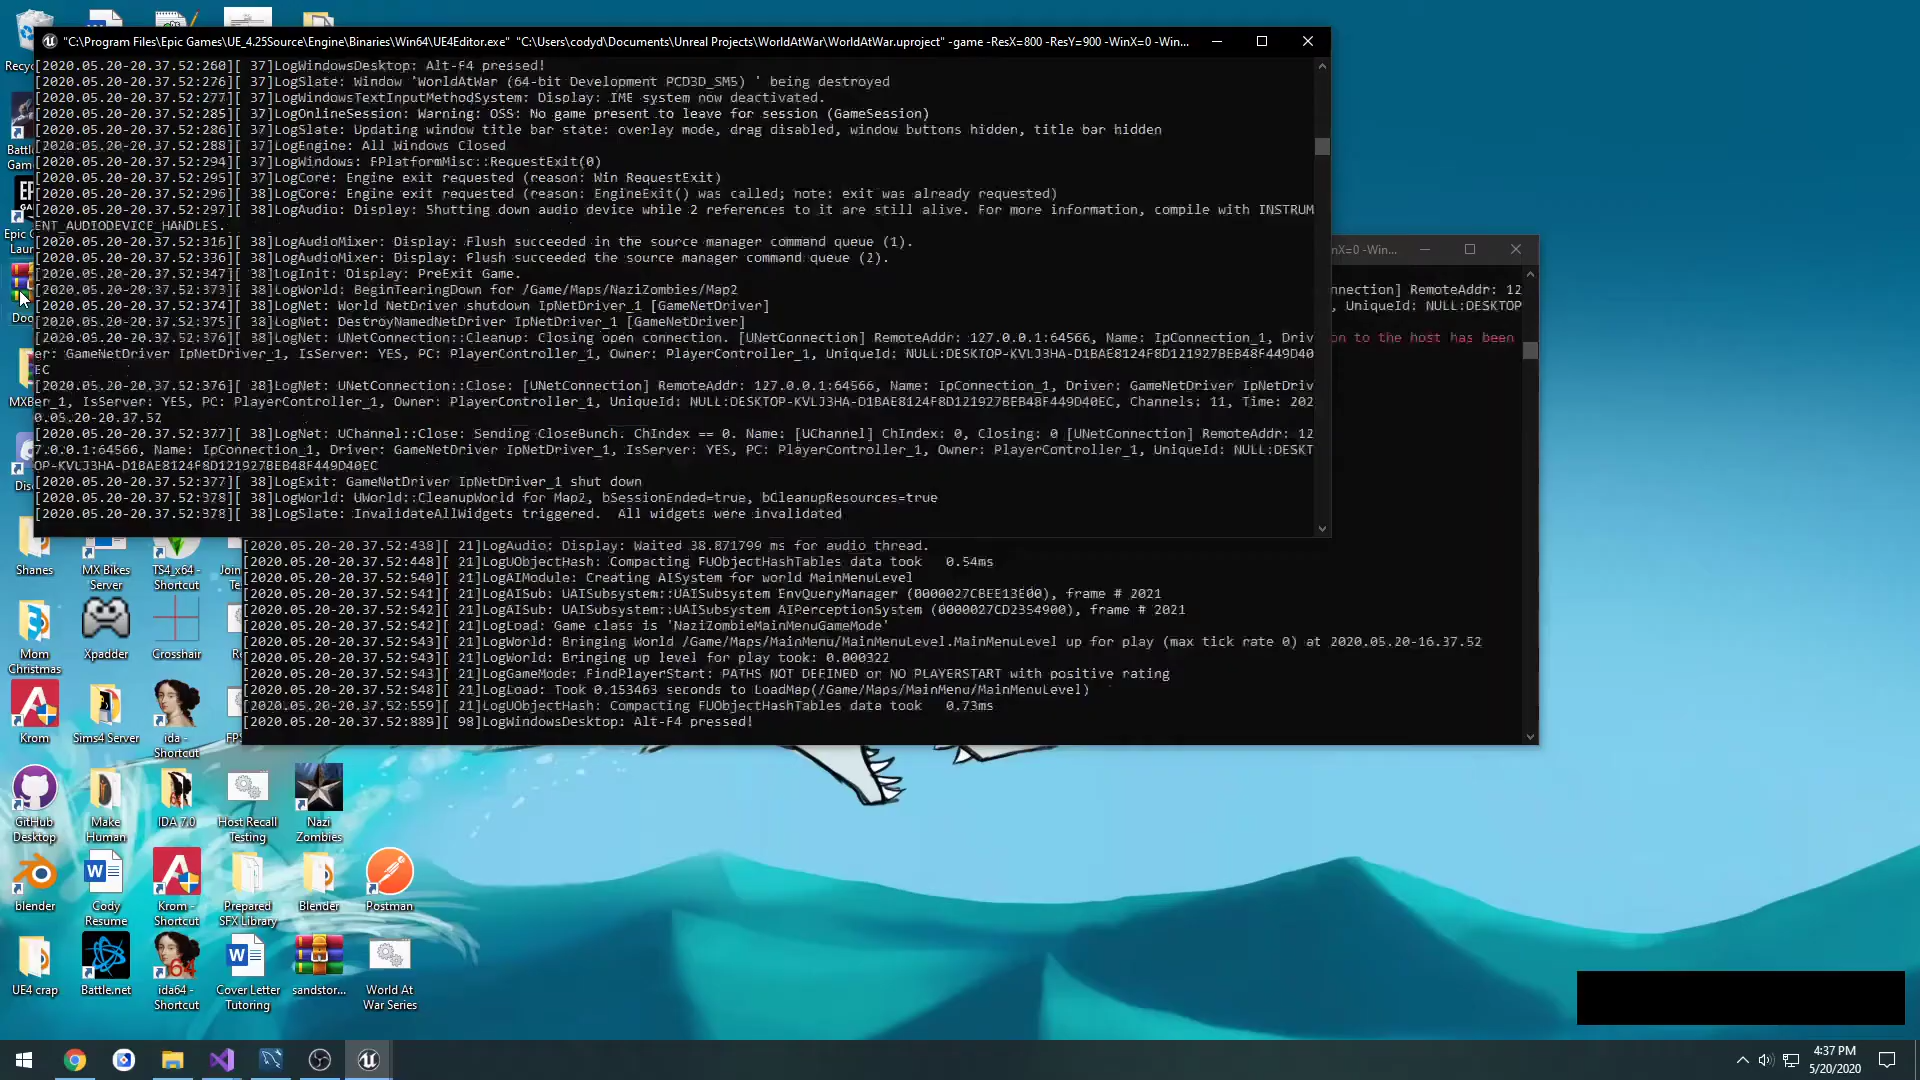 "C:\Program Files\Epic Games\UE_4.25Source\Engine\Binaries\Win64\UE4Editor.exe" "C:\Users\codyd\Documents\Unreal Projects\WorldAtWar\WorldAtWar.uproject" -game -ResX=800 -ResY=900 -WinX=0 -Win...
[2020.05.20-20.37.52:260][ 37]LogWindowsDesktop: Alt-F4 pressed!
[2020.05.20-20.37.52:276][ 37]LogSlate: Window 'WorldAtWar (64-bit Development PCD3D_SM5) ' being destroyed
[2020.05.20-20.37.52:277][ 37]LogWindowsTextInputMethodSystem: Display: IME system now deactivated.
[2020.05.20-20.37.52:285][ 37]LogOnlineSession: Warning: OSS: No game present to leave for session (GameSession)
[2020.05.20-20.37.52:286][ 37]LogSlate: Updating window title bar state: overlay mode, drag disabled, window buttons hidden, title bar hidden
[2020.05.20-20.37.52:288][ 37]LogEngine: All Windows Closed
[2020.05.20-20.37.52:294][ 37]LogWindows: FPlatformMisc::RequestExit(0)
[2020.05.20-20.37.52:295][ 37]LogCore: Engine exit requested (reason: Win RequestExit)
[2020.05.20-20.37.52:296][ 38]LogCore: Engine exit requested (reason: EngineExit() was called; note: exit was already requested)
[2020.05.20-20.37.52:297][ 38]LogAudio: Display: Shutting down audio device while 2 references to it are still alive. For more information, compile with INSTRUM
ENT_AUDIODEVICE_HANDLES.
[2020.05.20-20.37.52:316][ 38]LogAudioMixer: Display: Flush succeeded in the source manager command queue (1).
[2020.05.20-20.37.52:336][ 38]LogAudioMixer: Display: Flush succeeded the source manager command queue (2).
[2020.05.20-20.37.52:347][ 38]LogInit: Display: PreExit Game.
[2020.05.20-20.37.52:373][ 38]LogWorld: BeginTearingDown for /Game/Maps/NaziZombies/Map2
[2020.05.20-20.37.52:374][ 38]LogNet: World NetDriver shutdown IpNetDriver_1 [GameNetDriver]
[2020.05.20-20.37.52:375][ 38]LogNet: DestroyNamedNetDriver IpNetDriver_1 [GameNetDriver]
[2020.05.20-20.37.52:376][ 38]LogNet: UNetConnection::Cleanup: Closing open connection. [UNetConnection] RemoteAddr: 127.0.0.1:64566, Name: IpConnection_1, Driv
er: GameNetDriver IpNetDriver_1, IsServer: YES, PC: PlayerController_1, Owner: PlayerController_1, UniqueId: NULL:DESKTOP-KVLJ3HA-D1BAE8124F8D121927BEB48F449D40
EC
[2020.05.20-20.37.52:376][ 38]LogNet: UNetConnection::Close: [UNetConnection] RemoteAddr: 127.0.0.1:64566, Name: IpConnection_1, Driver: GameNetDriver IpNetDriv
er_1, IsServer: YES, PC: PlayerController_1, Owner: PlayerController_1, UniqueId: NULL:DESKTOP-KVLJ3HA-D1BAE8124F8D121927BEB48F449D40EC, Channels: 11, Time: 202
0.05.20-20.37.52
[2020.05.20-20.37.52:377][ 38]LogNet: UChannel::Close: Sending CloseBunch. ChIndex == 0. Name: [UChannel] ChIndex: 0, Closing: 0 [UNetConnection] RemoteAddr: 12
7.0.0.1:64566, Name: IpConnection_1, Driver: GameNetDriver IpNetDriver_1, IsServer: YES, PC: PlayerController_1, Owner: PlayerController_1, UniqueId: NULL:DESKT
OP-KVLJ3HA-D1BAE8124F8D121927BEB48F449D40EC
[2020.05.20-20.37.52:377][ 38]LogExit: GameNetDriver IpNetDriver_1 shut down
[2020.05.20-20.37.52:378][ 38]LogWorld: UWorld::CleanupWorld for Map2, bSessionEnded=true, bCleanupResources=true
[2020.05.20-20.37.52:378][ 38]LogSlate: InvalidateAllWidgets triggered.  All widgets were invalidated
nX=0 -Win...
nnection] RemoteAddr: 12
, UniqueId: NULL:DESKTOP
on to the host has been
[2020.05.20-20.37.52:438][ 21]LogAudio: Display: Waited 38.871799 ms for audio thread.
[2020.05.20-20.37.52:448][ 21]LogUObjectHash: Compacting FUObjectHashTables data took   0.54ms
[2020.05.20-20.37.52:540][ 21]LogAIModule: Creating AISystem for world MainMenuLevel
[2020.05.20-20.37.52:541][ 21]LogAISub: UAISubsystem::UAISubsystem EnvQueryManager (0000027CBEE13E00), frame # 2021
[2020.05.20-20.37.52:542][ 21]LogAISub: UAISubsystem::UAISubsystem AIPerceptionSystem (0000027CD2354900), frame # 2021
[2020.05.20-20.37.52:542][ 21]LogLoad: Game class is 'NaziZombieMainMenuGameMode'
[2020.05.20-20.37.52:543][ 21]LogWorld: Bringing World /Game/Maps/MainMenu/MainMenuLevel.MainMenuLevel up for play (max tick rate 0) at 2020.05.20-16.37.52
[2020.05.20-20.37.52:543][ 21]LogWorld: Bringing up level for play took: 0.000322
[2020.05.20-20.37.52:543][ 21]LogGameMode: FindPlayerStart: PATHS NOT DEFINED or NO PLAYERSTART with positive rating
[2020.05.20-20.37.52:548][ 21]LogLoad: Took 0.153463 seconds to LoadMap(/Game/Maps/MainMenu/MainMenuLevel)
[2020.05.20-20.37.52:559][ 21]LogUObjectHash: Compacting FUObjectHashTables data took   0.73ms
[2020.05.20-20.37.52:889][ 98]LogWindowsDesktop: Alt-F4 pressed!
Recyc
Battl
Gam
Epic G
Laun
Doo
MXB
Dis
Shanes
MX Bikes
Server
TS4_x64 -
Shortcut
Join
Te
Mom
Christmas
Xpadder
Crosshair
Re
Krom
Sims4 Server
ida -
Shortcut
FPS
GitHub
Desktop
Make
Human
IDA 7.0
Host Recall
Testing
Nazi
Zombies
blender
Cody
Resume
Krom -
Shortcut
Prepared
SFX Library
Blender
Postman
UE4 crap
Battle.net
64
ida64 -
Shortcut
Cover Letter
Tutoring
sandstor...
World At
War Series
4:37 PM
5/20/2020